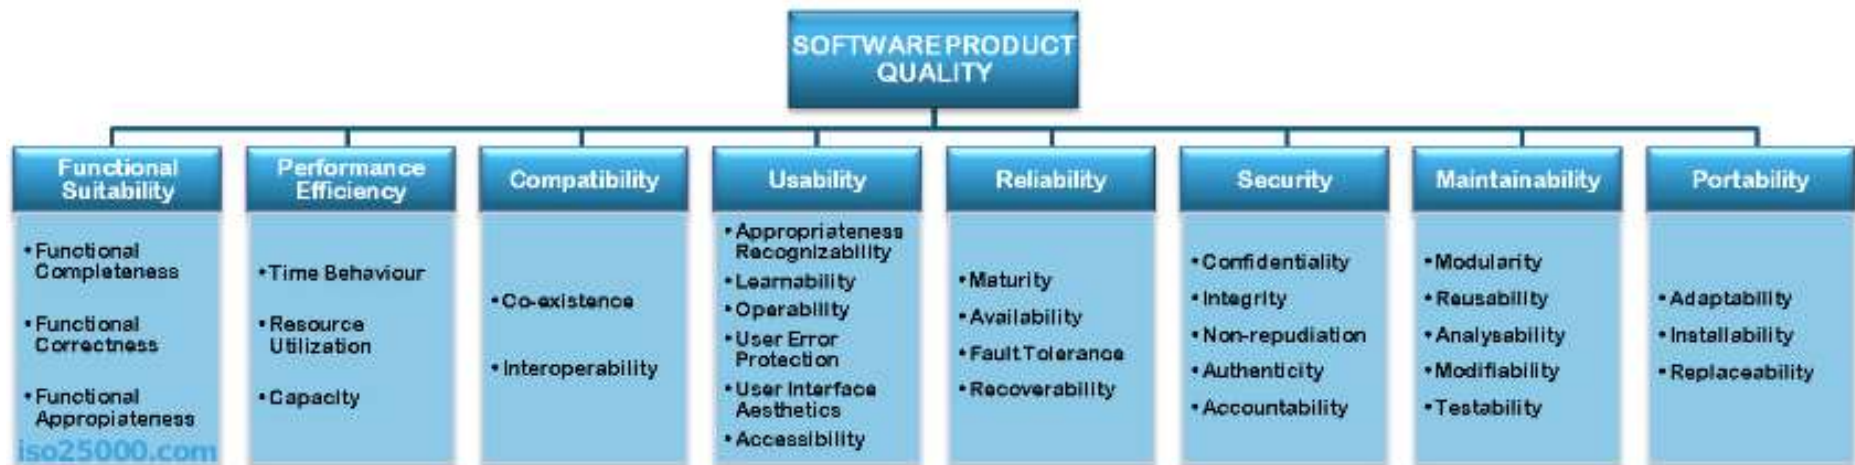 SOFTWARE PRODUCT
QUALITY
Functional
Suitability
• Functional
Completeness
• Functional
Correctness
• Functional
Appropiateness
Performance
Efficiency
• Time Behaviour
• Resource
Utilization
• Capacity
Compatibility
• Co-existence
• Interoperability
Usability
• Appropriateness
Recognizability
• Learnability
• Operability
• User Error
Protection
• User Interface
Aesthetics
• Accessibility
Reliability
• Maturity
• Availability
• Fault Tolerance
• Recoverability
Security
• Confidentiality
• Integrity
• Non-repudiation
• Authenticity
• Accountability
Maintainability
• Modularity
• Reusability
• Analysability
• Modifiability
• Testability
Portability
• Adaptability
• Installability
• Replaceability
iso25000.com